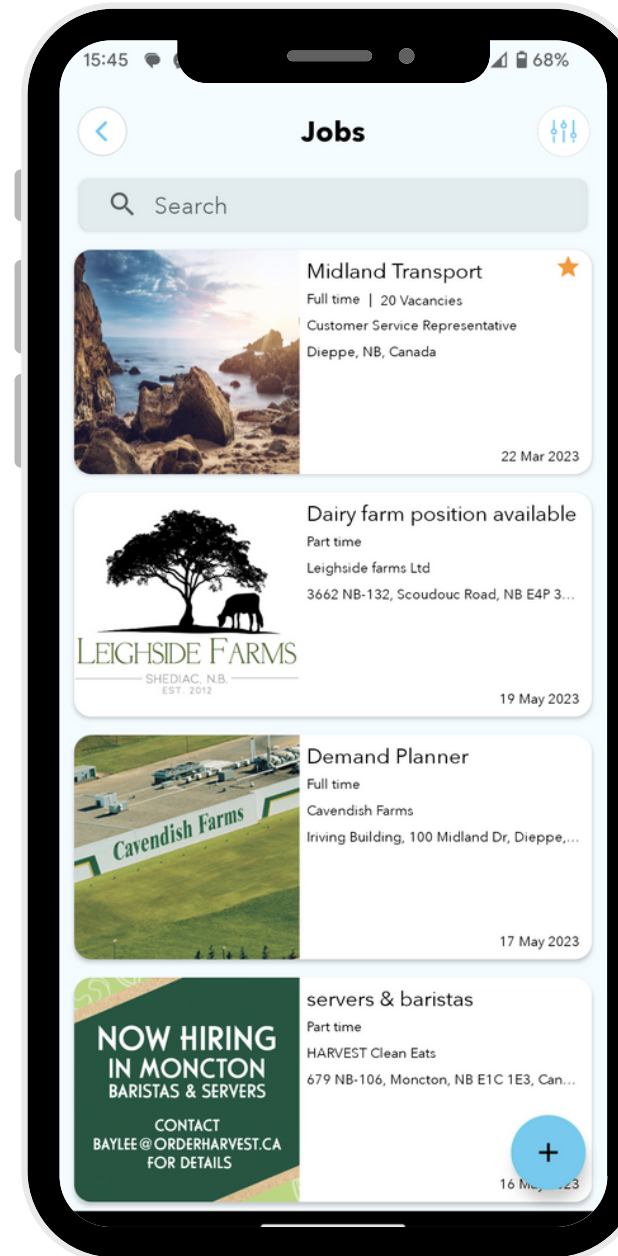 15:45
68%
Jobs
Search
Midland Transport
Full time | 20 Vacancies
Customer Service Representative
Dieppe, NB, Canada
22 Mar 2023
Dairy farm position available
Part time
Leighside farms Ltd
3662 NB-132, Scoudouc Road, NB E4P 3...
LEIGHSIDE FARMS
SHEDIAC, N.B.
EST. 2012
19 May 2023
Demand Planner
Full time
Cavendish Farms
Iriving Building, 100 Midland Dr, Dieppe,...
Cavendish Farms
17 May 2023
servers & baristas
Part time
HARVEST Clean Eats
679 NB-106, Moncton, NB E1C 1E3, Can...
NOW HIRING
IN MONCTON
BARISTAS & SERVERS
CONTACT
BAYLEE@ORDERHARVEST.CA
FOR DETAILS
+
16